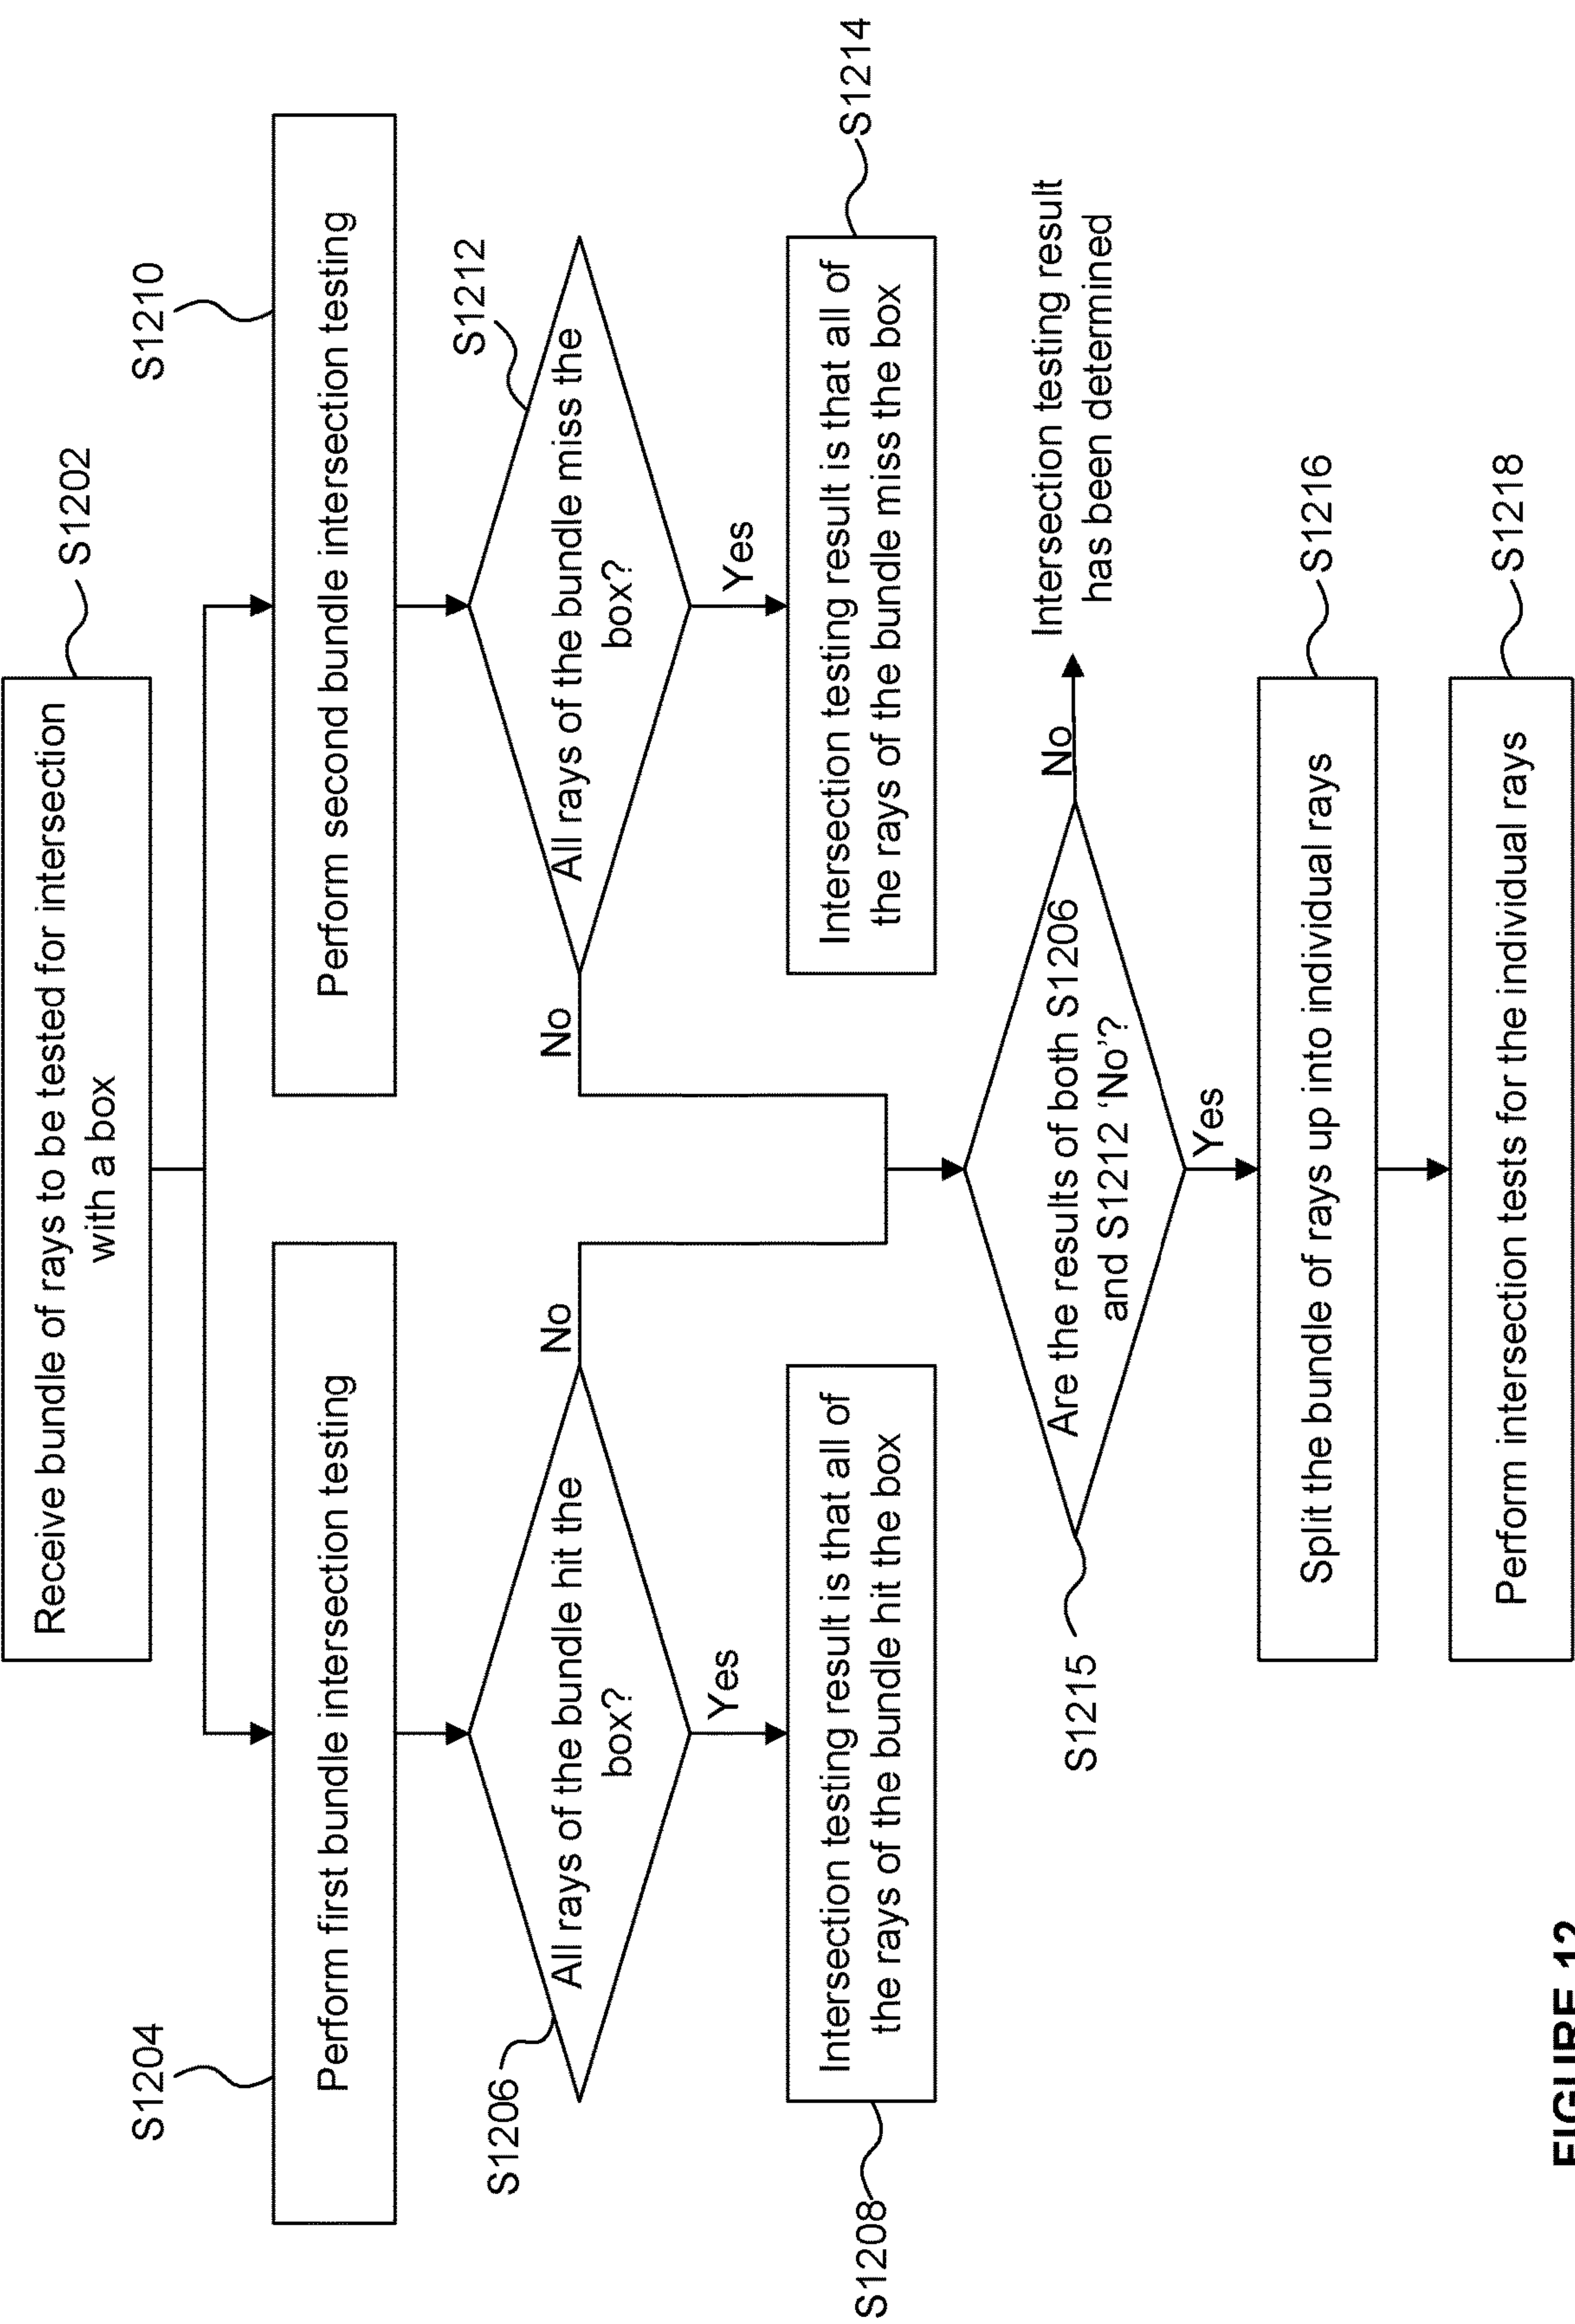 Receive bundle of rays to be tested for intersection
with a box
S1202
S1204
Perform first bundle intersection testing
S1210
Perform second bundle intersection testing
S1206
All rays of the bundle hit the
box?
No
Yes
S1212
All rays of the bundle miss the
box?
No
Yes
S1208
Intersection testing result is that all of
the rays of the bundle hit the box
S1214
Intersection testing result is that all of
the rays of the bundle miss the box
S1215
Are the results of both S1206
and S1212 ‘No’?
No
Intersection testing result
has been determined
Yes
Split the bundle of rays up into individual rays
S1216
Perform intersection tests for the individual rays
S1218
FIGURE 12